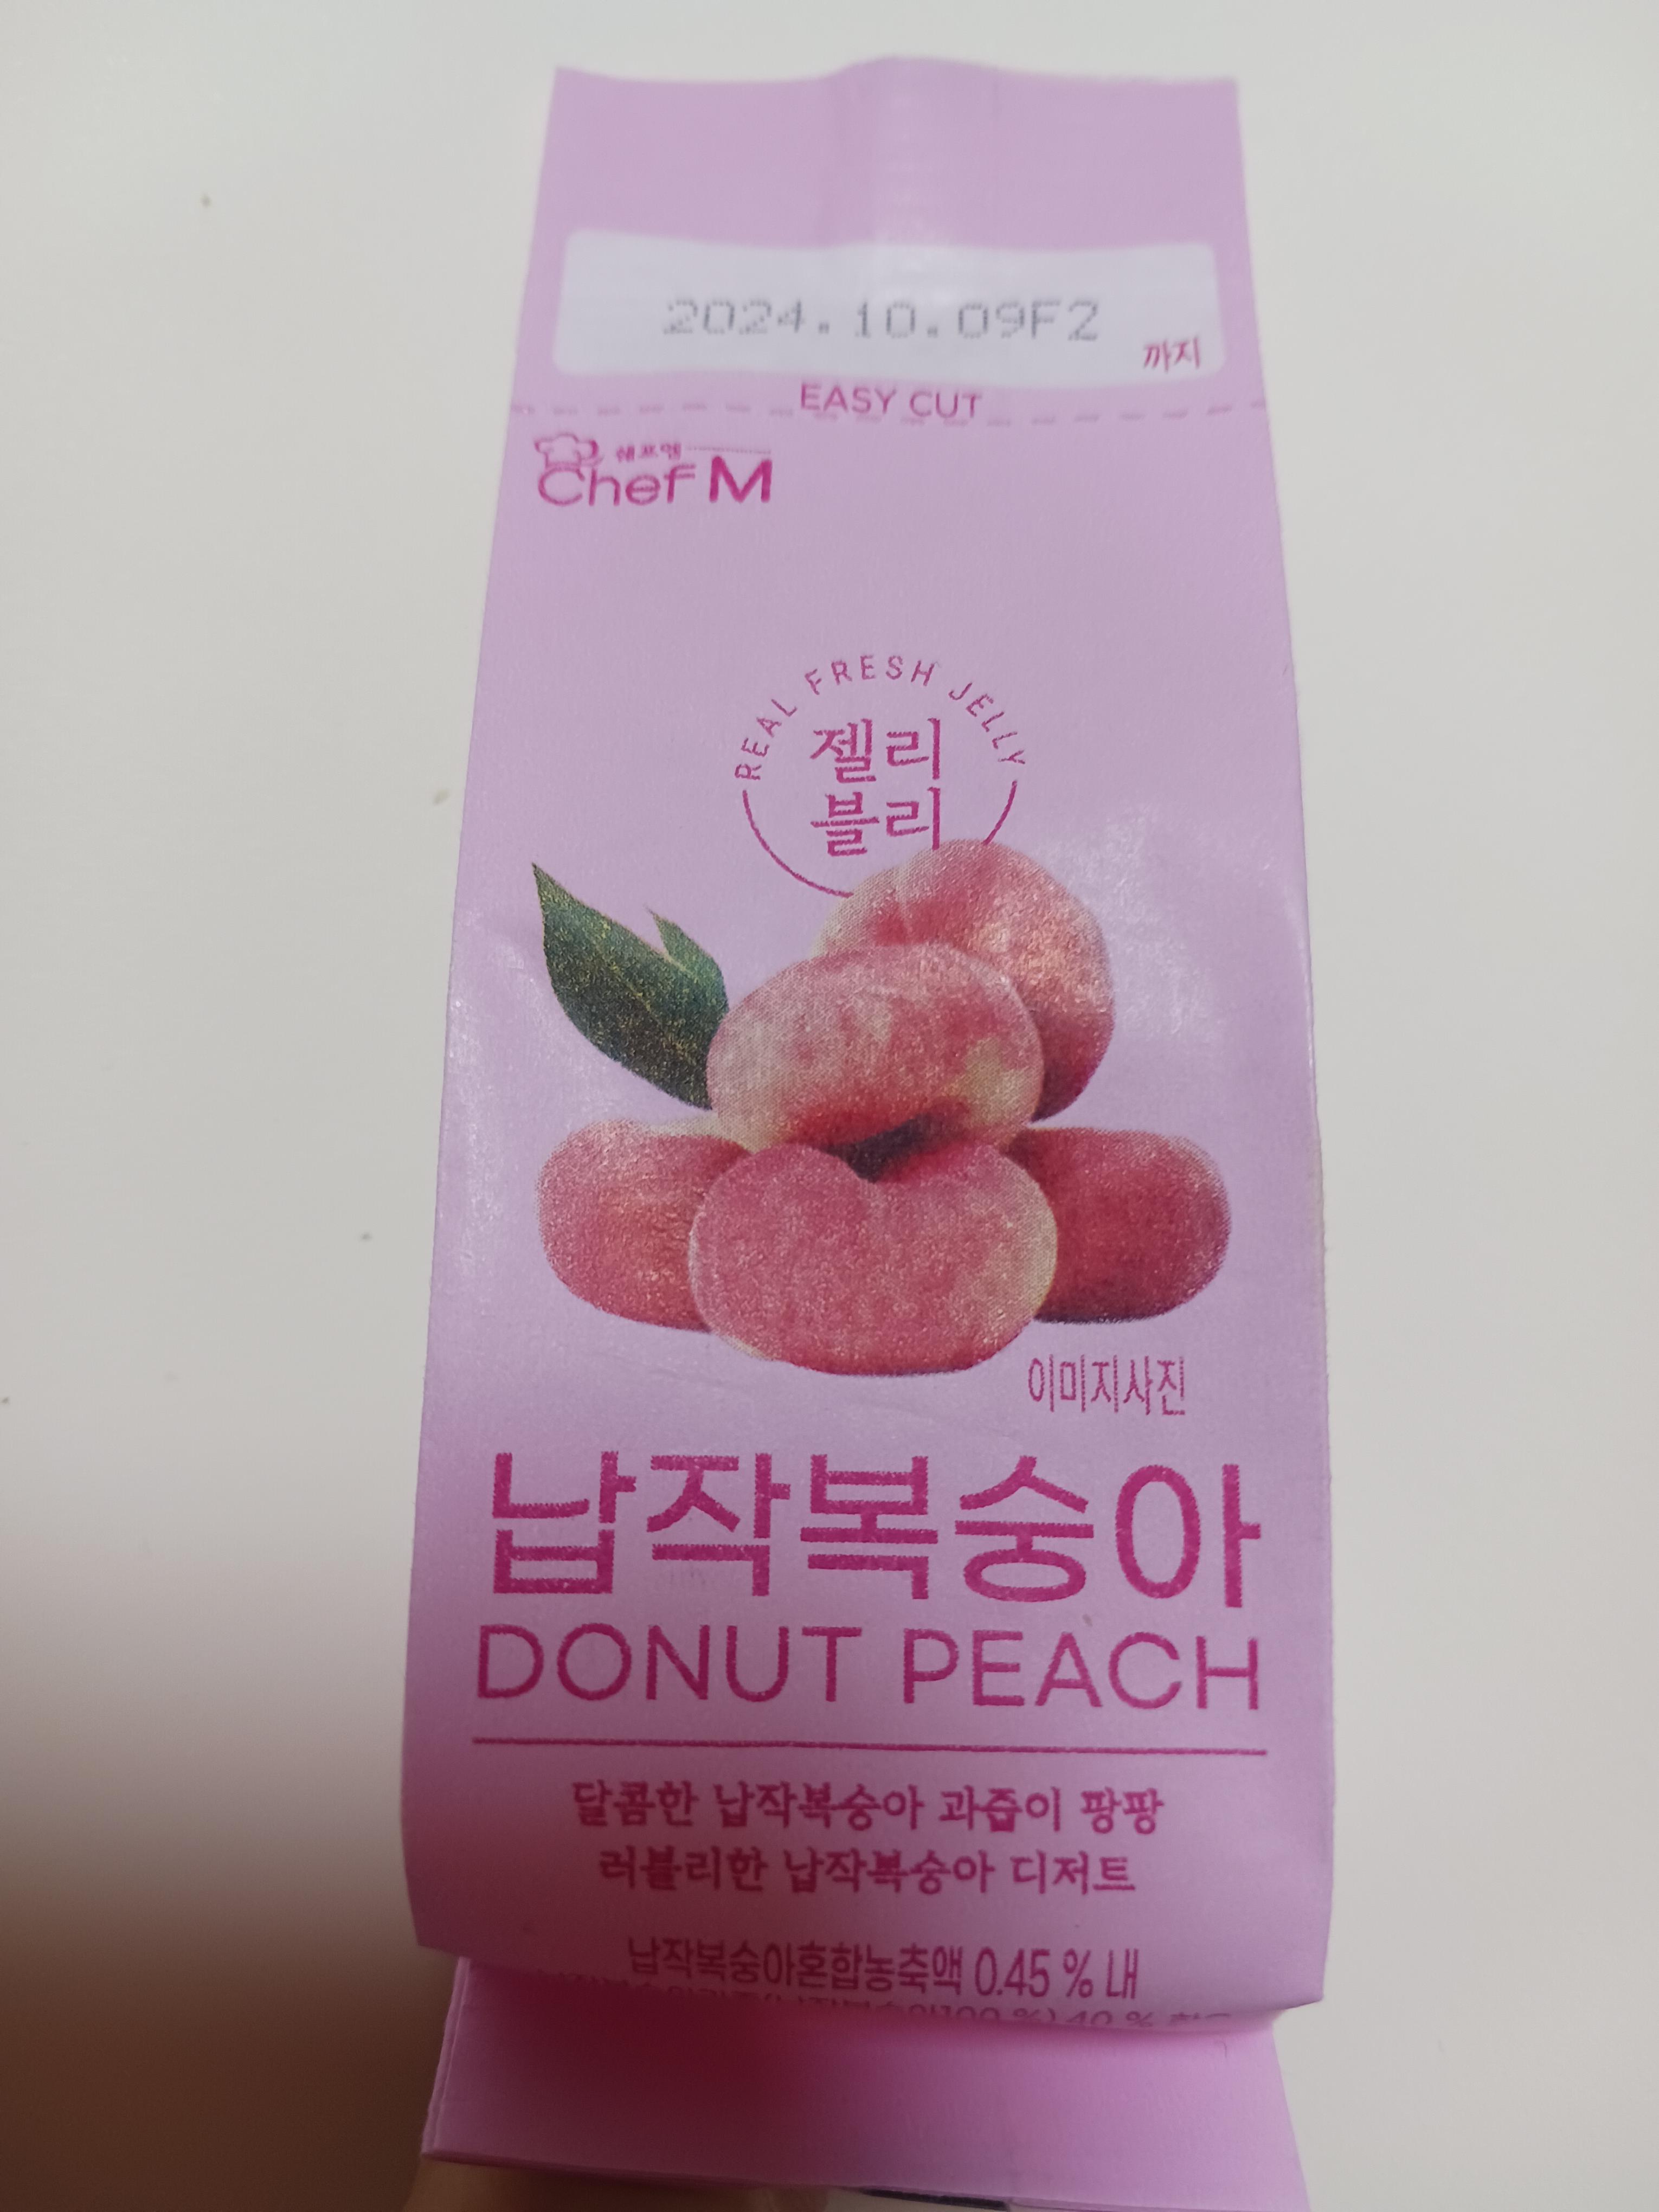 2024.10.09F2
까지
EASY CUT
쉐프엠
Chef M
REAL FRESH JELLY
젤리
블리
이미지사진
납작복숭아
DONUT PEACH
달콤한 납작복숭아 과즙이 팡팡
러블리한 납작복숭아 디저트
납작복숭아혼합농축액 0.45 % 내